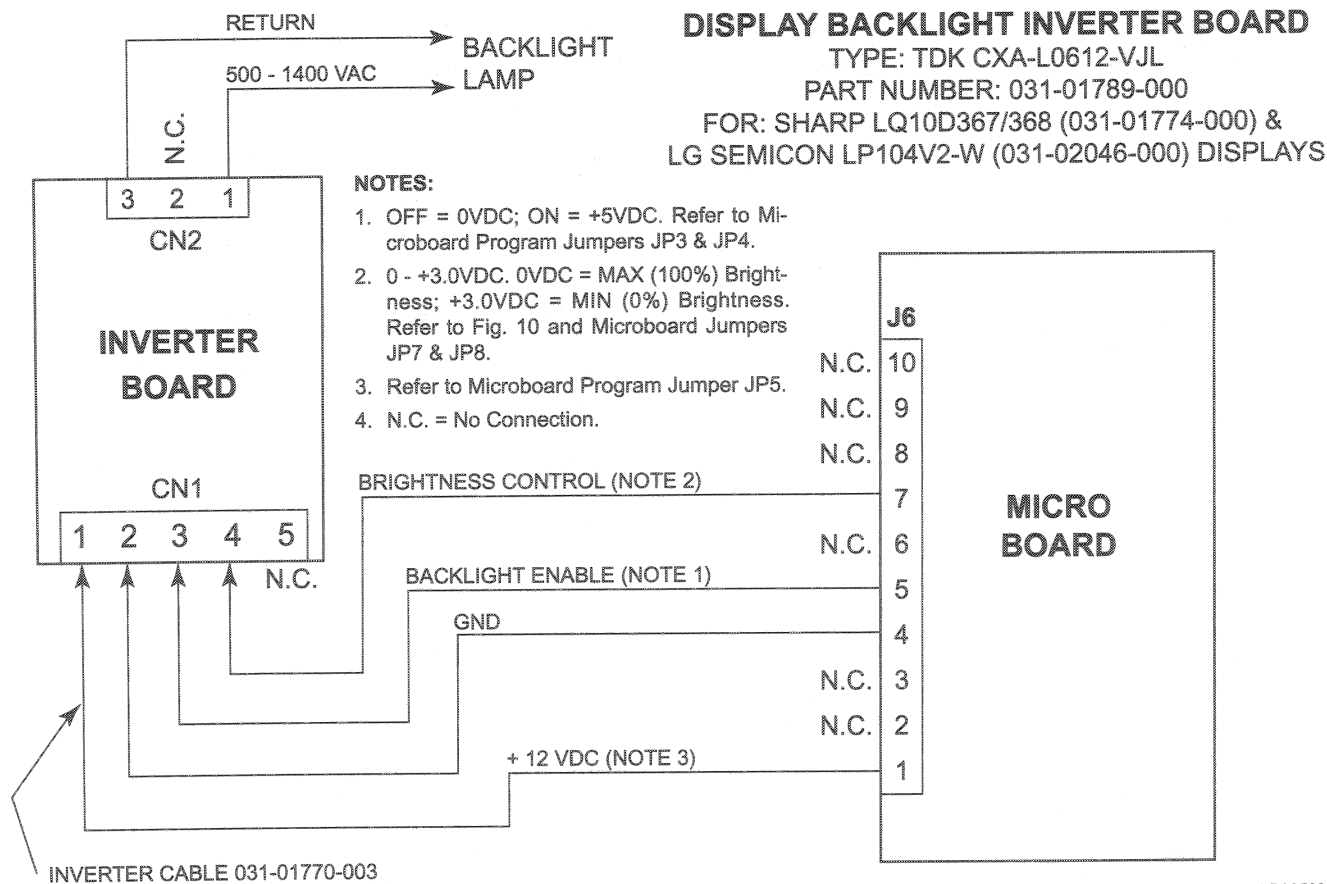 DISPLAY BACKLIGHT INVERTER BOARD
TYPE: TDK CXA-L0612-VJL
PART NUMBER: 031-01789-000
FOR: SHARP LQ10D367/368 (031-01774-000) &
LG SEMICON LP104V2-W (031-02046-000) DISPLAYS
RETURN
500 - 1400 VAC
BACKLIGHT
LAMP
N.C.
3 2 1
CN2
INVERTER
BOARD
CN1
1 2 3 4 5
N.C.
NOTES:
1. OFF = 0VDC; ON = +5VDC. Refer to Mi-
croboard Program Jumpers JP3 & JP4.
2. 0 - +3.0VDC. 0VDC = MAX (100%) Bright-
ness; +3.0VDC = MIN (0%) Brightness.
Refer to Fig. 10 and Microboard Jumpers
JP7 & JP8.
3. Refer to Microboard Program Jumper JP5.
4. N.C. = No Connection.
J6
N.C. 10
N.C. 9
N.C. 8
BRIGHTNESS CONTROL (NOTE 2)
7
N.C. 6
BACKLIGHT ENABLE (NOTE 1)
5
GND
4
N.C. 3
N.C. 2
+ 12 VDC (NOTE 3)
1
MICRO
BOARD
INVERTER CABLE 031-01770-003